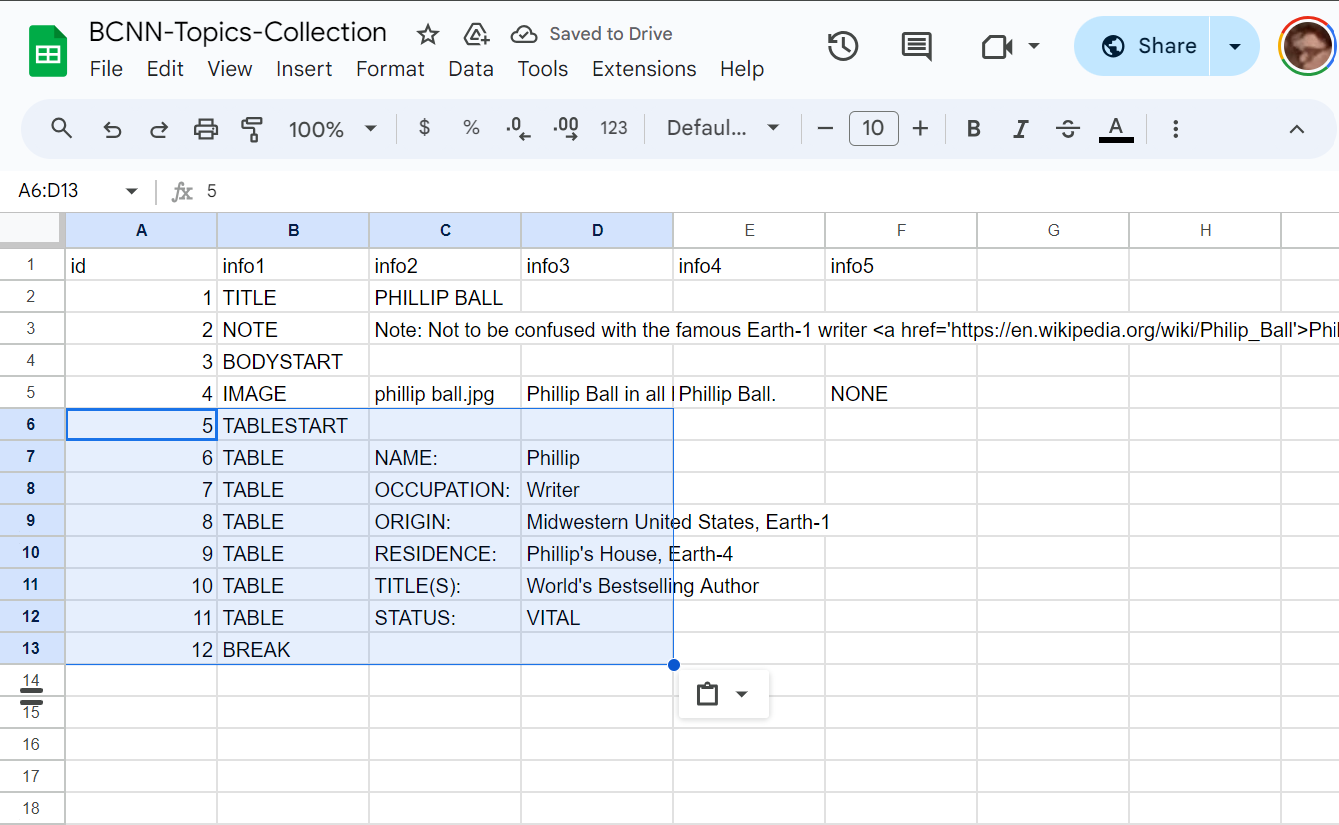 BCNN-Topics-Collection Saved to Drive
File Edit View Insert Format Data Tools Extensions Help
Share
100% $ % .0 .00 123 Defaul... − 10 + B I S A
A6:D13 fx 5
A B C D E F G H
1 id info1 info2 info3 info4 info5
2 1 TITLE PHILLIP BALL
3 2 NOTE Note: Not to be confused with the famous Earth-1 writer <a href='https://en.wikipedia.org/wiki/Philip_Ball'>Phil
4 3 BODYSTART
5 4 IMAGE phillip ball.jpg Phillip Ball in all Phillip Ball. NONE
6 5 TABLESTART
7 6 TABLE NAME: Phillip
8 7 TABLE OCCUPATION: Writer
9 8 TABLE ORIGIN: Midwestern United States, Earth-1
10 9 TABLE RESIDENCE: Phillip's House, Earth-4
11 10 TABLE TITLE(S): World's Bestselling Author
12 11 TABLE STATUS: VITAL
13 12 BREAK
14
15
16
17
18